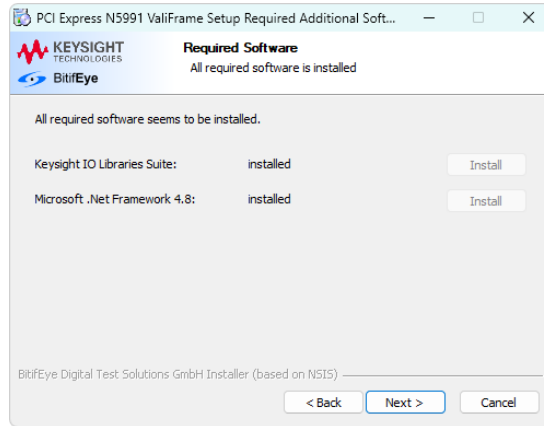 PCI Express N5991 ValiFrame Setup Required Additional Soft...
KEYSIGHT
TECHNOLOGIES
BitifEye
Required Software
All required software is installed
All required software seems to be installed.
Keysight IO Libraries Suite: installed Install
Microsoft .Net Framework 4.8: installed Install
BitifEye Digital Test Solutions GmbH Installer (based on NSIS)
< Back Next > Cancel